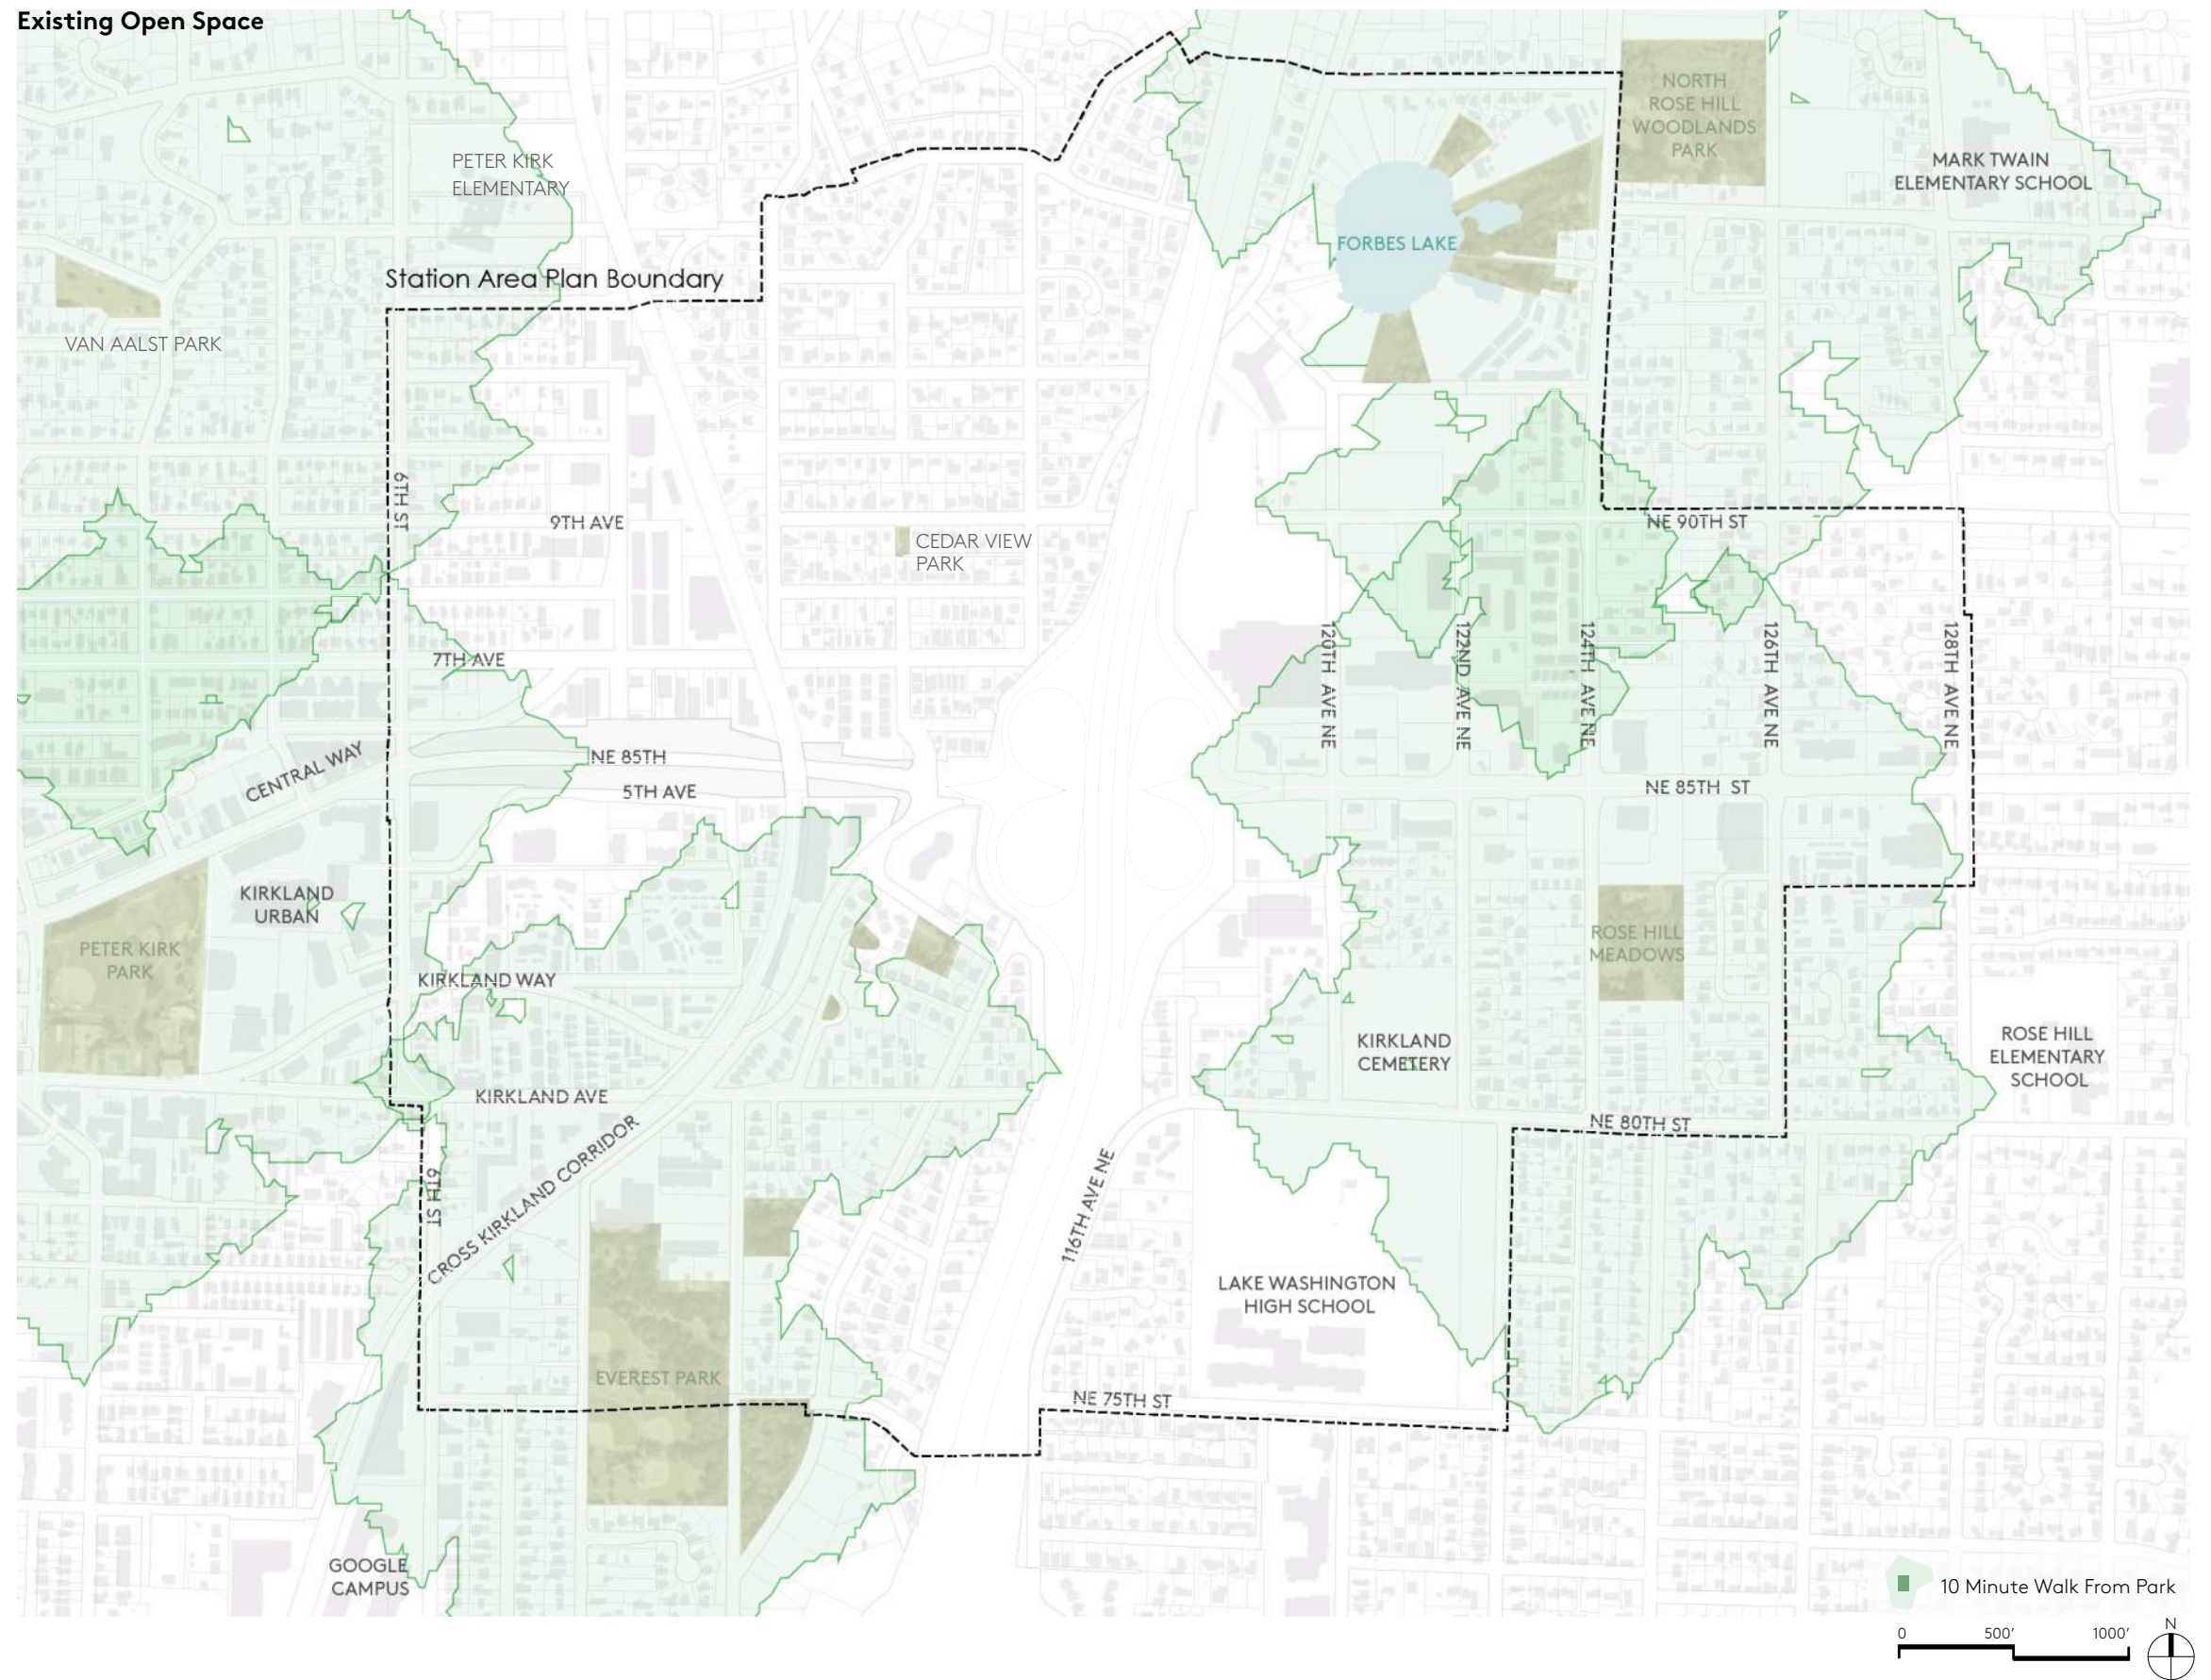 Existing Open Space
NORTH
ROSE HILL
WOODLANDS
PARK
PETER KIRK
ELEMENTARY
MARK TWAIN
ELEMENTARY SCHOOL
FORBES LAKE
Station Area Plan Boundary
VAN AALST PARK
6TH ST
9TH AVE
NE 90TH ST
CEDAR VIEW
PARK
120TH AVE NE
122ND AVE NE
124TH AVE NE
126TH AVE NE
128TH AVE NE
7TH AVE
CENTRAL WAY
NE 85TH
5TH AVE
NE 85TH ST
KIRKLAND
URBAN
PETER KIRK
PARK
ROSE HILL
MEADOWS
KIRKLAND WAY
KIRKLAND
CEMETERY
ROSE HILL
ELEMENTARY
SCHOOL
KIRKLAND AVE
NE 80TH ST
6TH ST
CROSS KIRKLAND CORRIDOR
116TH AVE NE
LAKE WASHINGTON
HIGH SCHOOL
EVEREST PARK
NE 75TH ST
GOOGLE
CAMPUS
10 Minute Walk From Park
0 500' 1000'
N